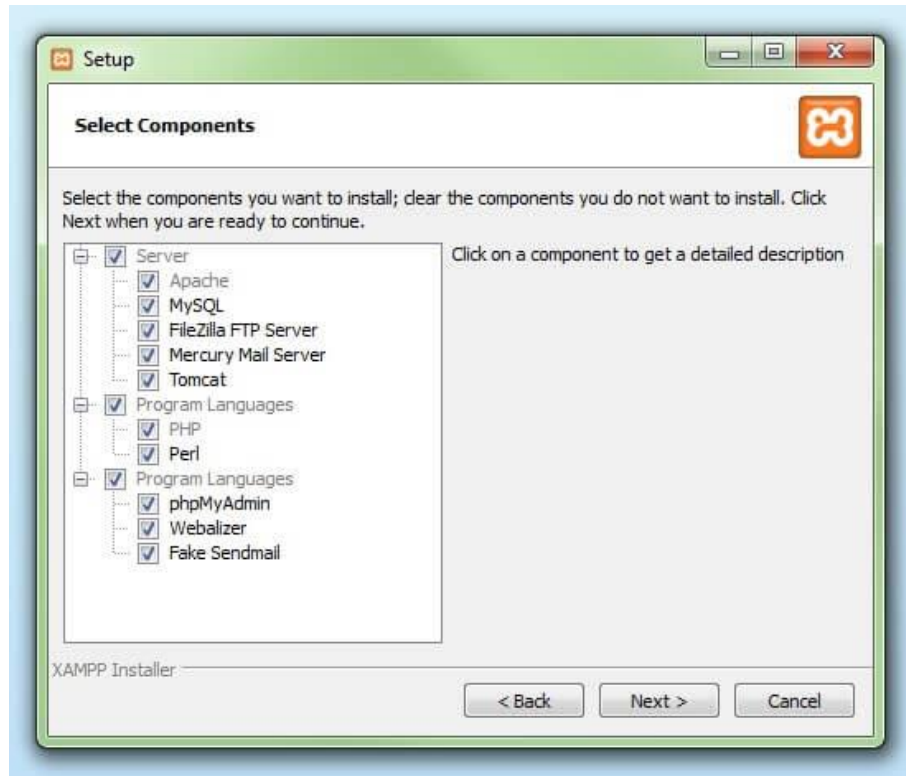 Setup
Select Components
Select the components you want to install; clear the components you do not want to install. Click
Next when you are ready to continue.
Server
Apache
MySQL
FileZilla FTP Server
Mercury Mail Server
Tomcat
Program Languages
PHP
Perl
Program Languages
phpMyAdmin
Webalizer
Fake Sendmail
Click on a component to get a detailed description
XAMPP Installer
< Back
Next >
Cancel